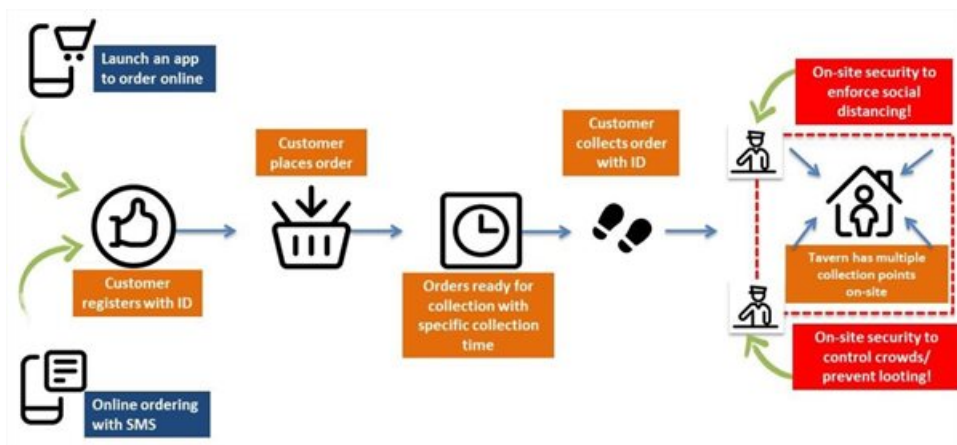 Launch an app
to order online
On-site security to
enforce social
distancing!
Customer
collects order
with ID
Customer
places order
Customer
registers with ID
Orders ready for
collection with
specific collection
time
Tavern has multiple
collection points
on-site
On-site security to
control crowds/
prevent looting!
Online ordering
with SMS